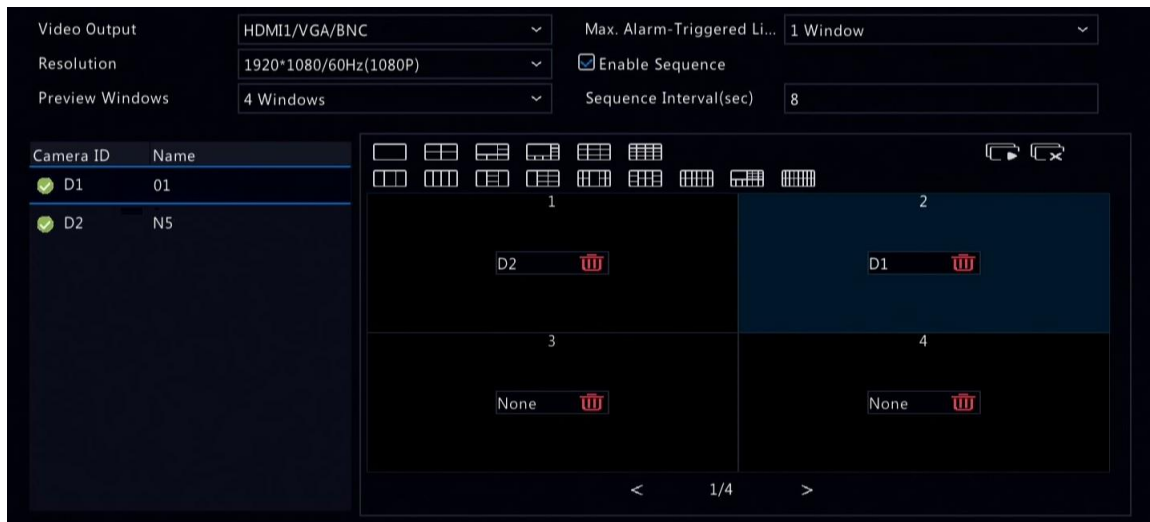 Video Output HDMI1/VGA/BNC Max. Alarm-Triggered Li... 1 Window
Resolution 1920*1080/60Hz(1080P) Enable Sequence
Preview Windows 4 Windows Sequence Interval(sec) 8
Camera ID Name
D1 01
D2 N5
1 2
D2 D1
3 4
None None
< 1/4 >